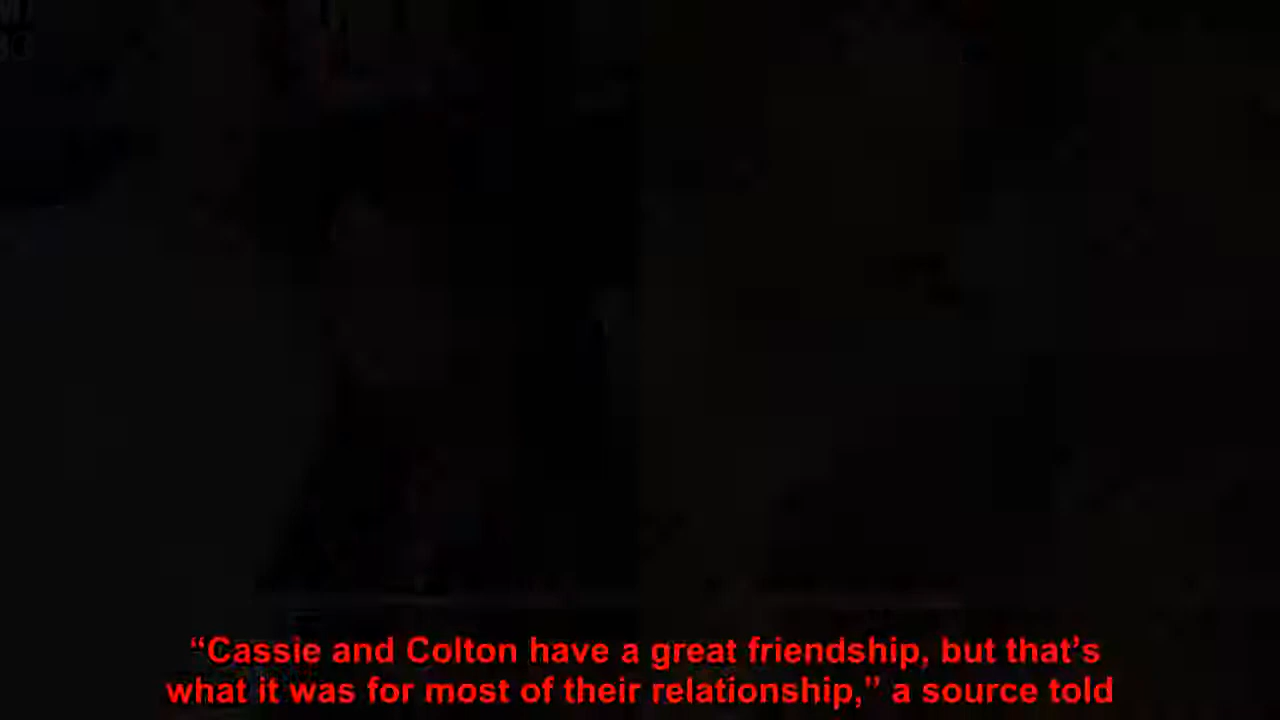 “Cassie and Colton have a great friendship, but that’s
what it was for most of their relationship,” a source told